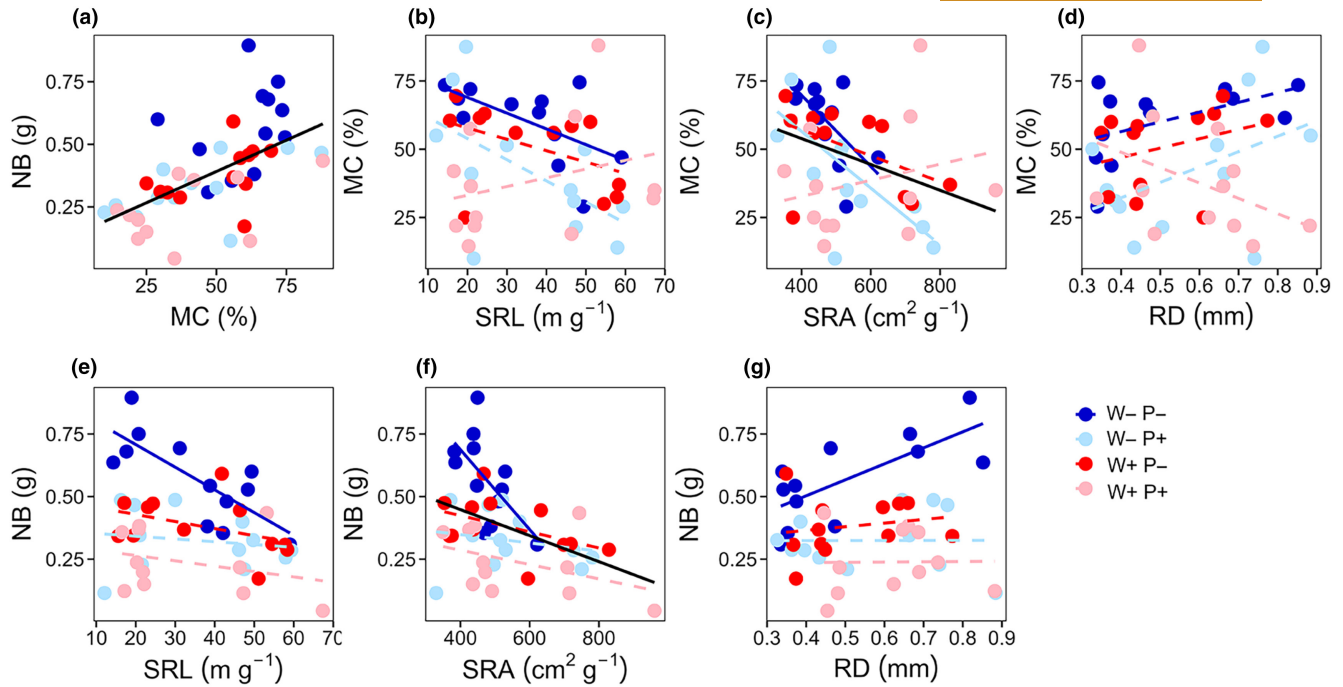 (a) (b) (c) (d)
NB (g)
0.75
0.50
0.25
25 50 75
MC (%)
MC (%)
75
50
25
10 20 30 40 50 60 70
SRL (m g⁻¹)
MC (%)
75
50
25
400 600 800
SRA (cm² g⁻¹)
MC (%)
75
50
25
0.3 0.4 0.5 0.6 0.7 0.8 0.9
RD (mm)
(e) (f) (g)
NB (g)
0.75
0.50
0.25
10 20 30 40 50 60 70
SRL (m g⁻¹)
NB (g)
0.75
0.50
0.25
400 600 800
SRA (cm² g⁻¹)
NB (g)
0.75
0.50
0.25
0.3 0.4 0.5 0.6 0.7 0.8 0.9
RD (mm)
W– P–
W– P+
W+ P–
W+ P+